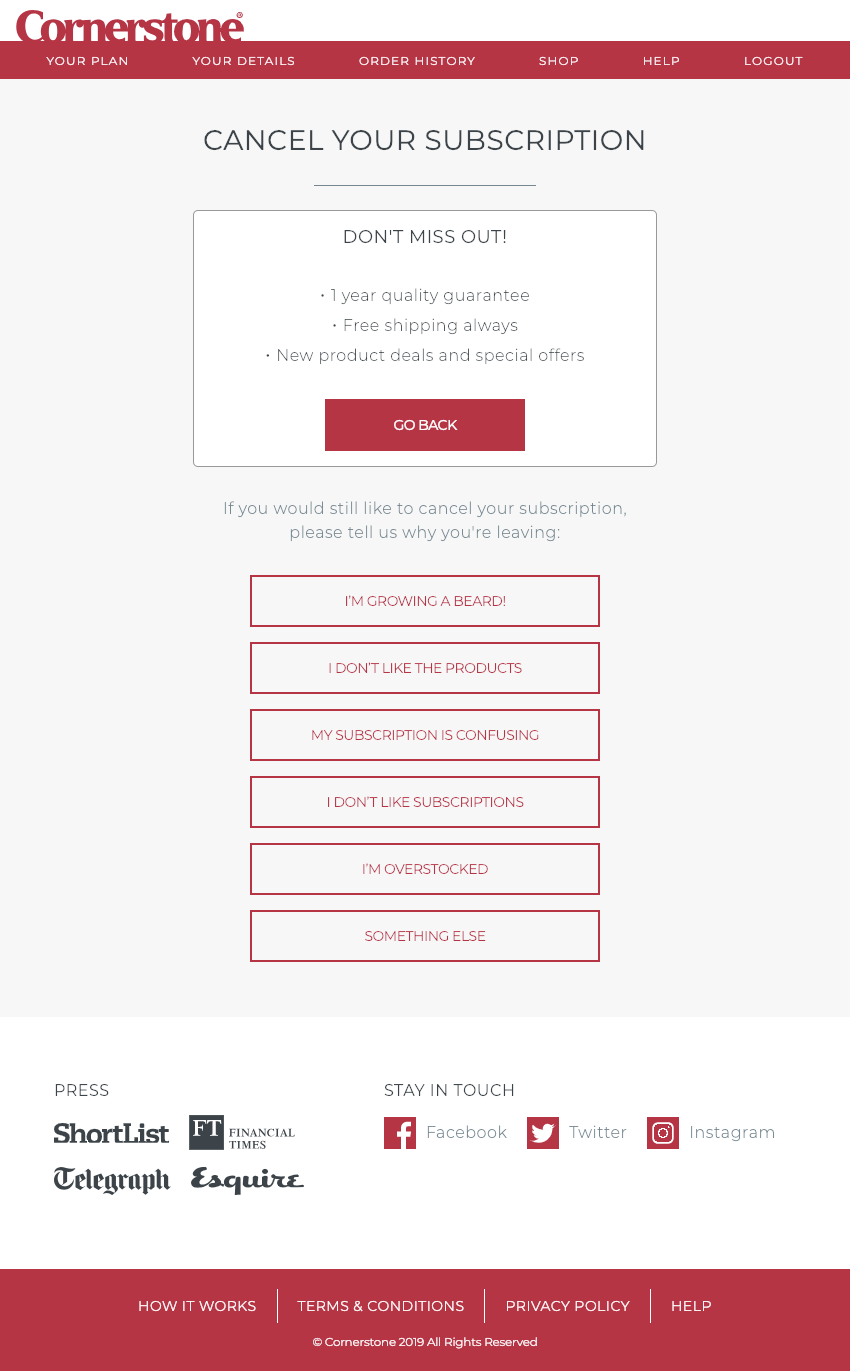 Cornerstone®
YOUR PLAN YOUR DETAILS ORDER HISTORY SHOP HELP LOGOUT
CANCEL YOUR SUBSCRIPTION
DON'T MISS OUT!
• 1 year quality guarantee
• Free shipping always
• New product deals and special offers
GO BACK
If you would still like to cancel your subscription,
please tell us why you're leaving:
I'M GROWING A BEARD!
I DON'T LIKE THE PRODUCTS
MY SUBSCRIPTION IS CONFUSING
I DON'T LIKE SUBSCRIPTIONS
I'M OVERSTOCKED
SOMETHING ELSE
PRESS
ShortList
FT FINANCIAL
TIMES
Telegraph
Esquire
STAY IN TOUCH
Facebook Twitter Instagram
HOW IT WORKS TERMS & CONDITIONS PRIVACY POLICY HELP
© Cornerstone 2019 All Rights Reserved